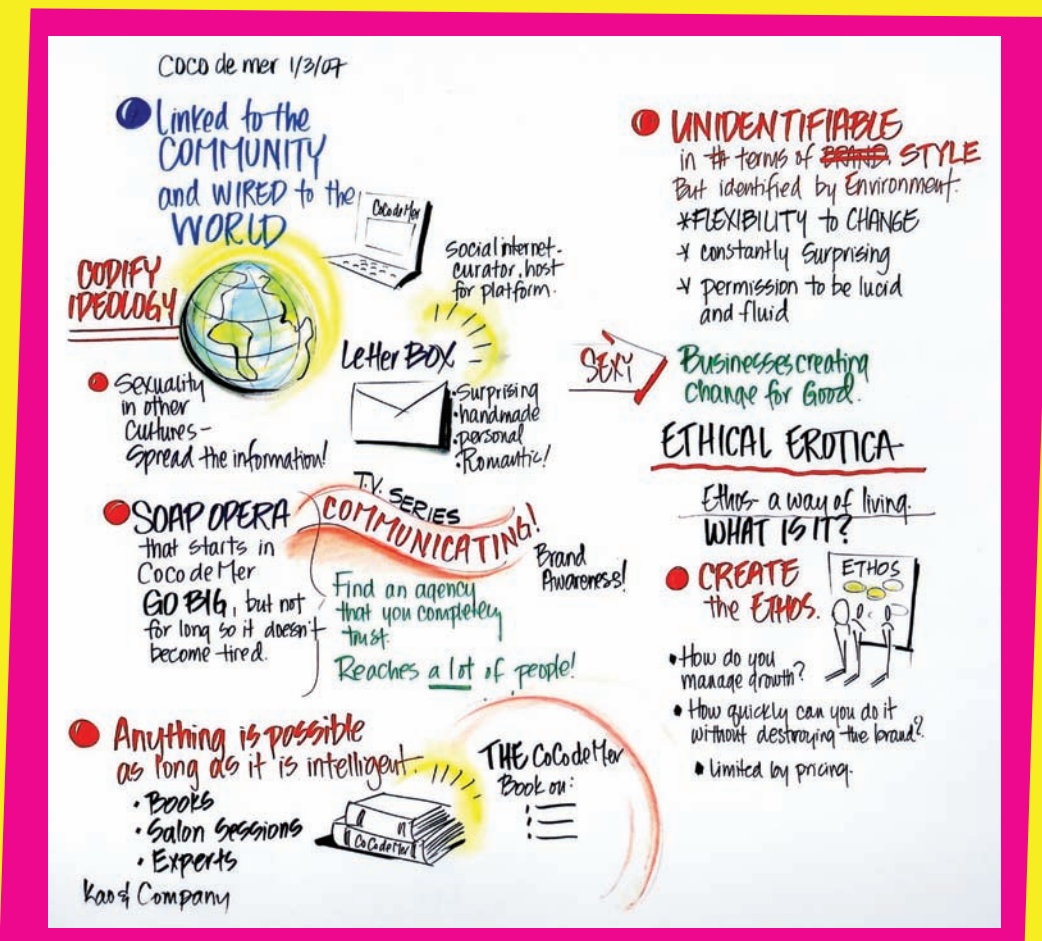 Coco de mer 1/3/07
Linked to the
COMMUNITY
and WIRED to the
WORLD
CocodeMer
Social internet-
curator, host
for platform.
CODIFY
IDEOLOGY
Letter BOX
• Surprising
• handmade
• personal
• Romantic!
Sexuality
in other
Cultures-
Spread the information!
SOAP OPERA
that starts in
Coco de Mer
GO BIG, but not
for long so it doesn't
become tired.
T.V. SERIES
COMMUNICATING!
Brand
Awareness!
Find an agency
that you completely
trust.
Reaches a lot of people!
Anything is possible
as long as it is intelligent.
• Books
• Salon Sessions
• Experts
CoCodeMer
THE CoCodeMer
Book on:
Kao & Company
UNIDENTIFIABLE
in # terms of BRAND STYLE
But identified by Environment.
*FLEXIBILITY to CHANGE
constantly Surprising
permission to be lucid
and fluid
SEXY
Businesses creating
Change for Good.
ETHICAL EROTICA
Ethos- a way of living.
WHAT IS IT?
CREATE
the ETHOS.
ETHOS
• How do you
manage growth?
• How quickly can you do it
without destroying the brand?
• limited by pricing.